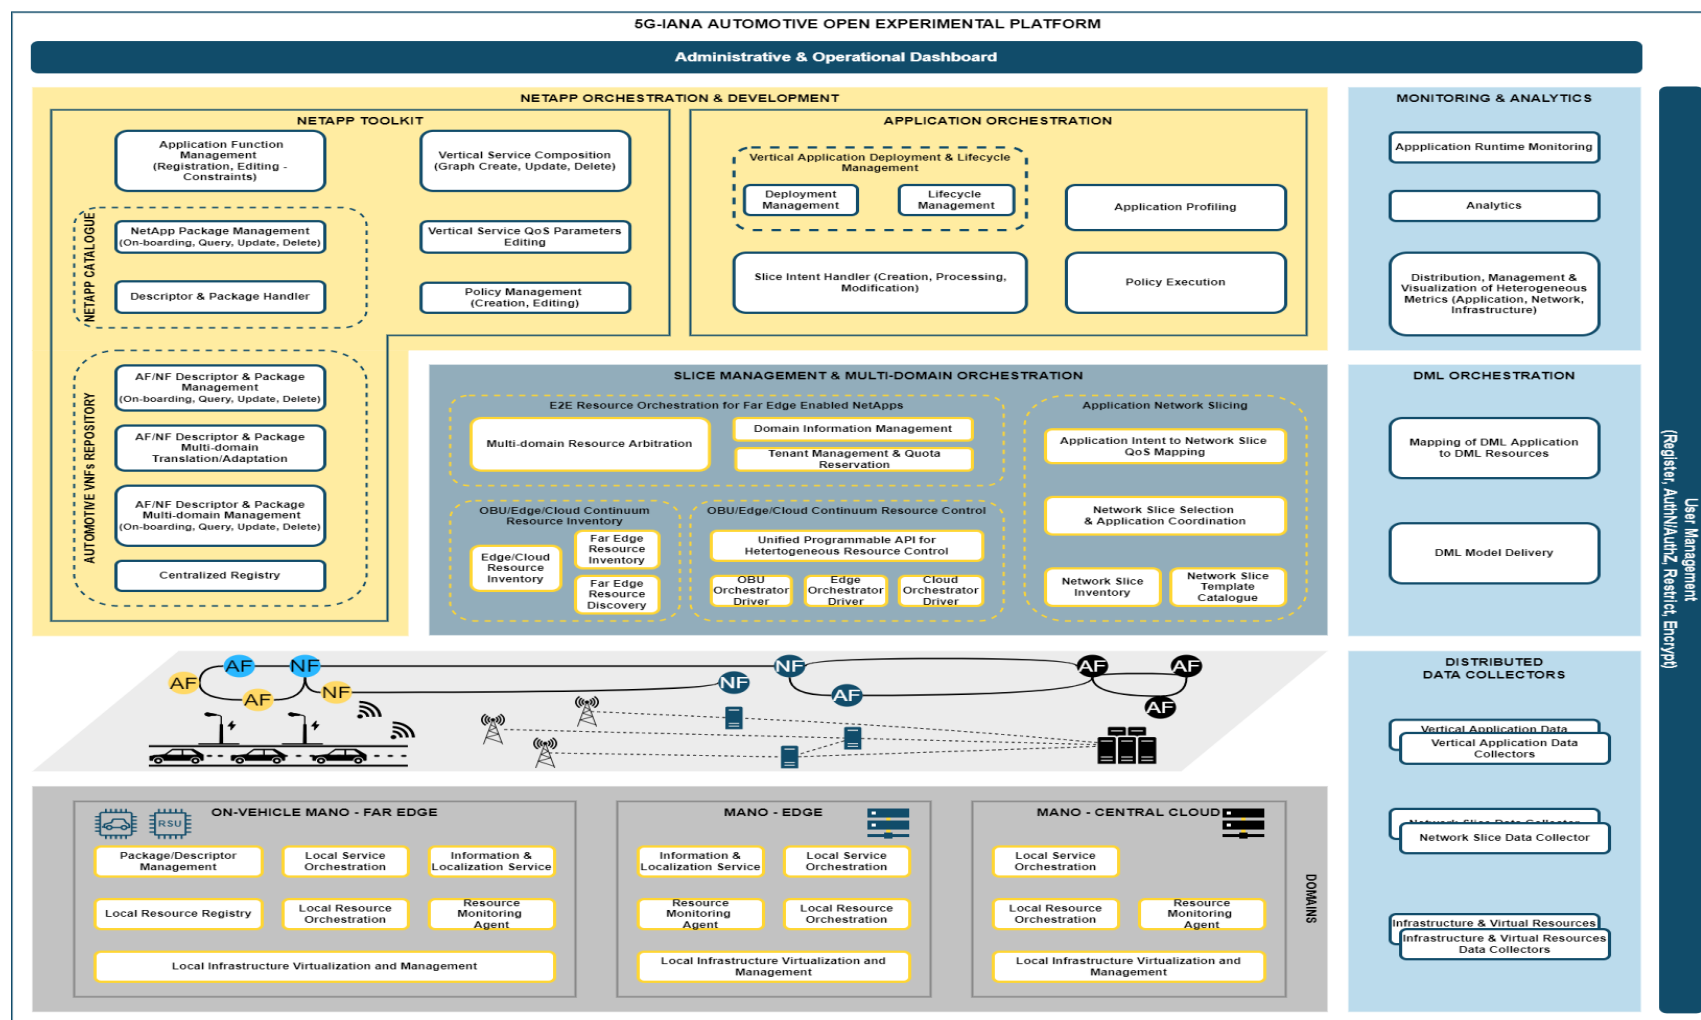 5G-IANA AUTOMOTIVE OPEN EXPERIMENTAL PLATFORM
Administrative & Operational Dashboard
NETAPP ORCHESTRATION & DEVELOPMENT
NETAPP TOOLKIT
Application Function
Management
(Registration, Editing -
Constraints)
Vertical Service Composition
(Graph Create, Update, Delete)
NETAPP CATALOGUE
NetApp Package Management
(On-boarding, Query, Update, Delete)
Descriptor & Package Handler
Vertical Service QoS Parameters
Editing
Policy Management
(Creation, Editing)
AUTOMOTIVE VNFs REPOSITORY
AF/NF Descriptor & Package
Management
(On-boarding, Query, Update, Delete)
AF/NF Descriptor & Package
Multi-domain
Translation/Adaptation
AF/NF Descriptor & Package
Multi-domain Management
(On-boarding, Query, Update, Delete)
Centralized Registry
APPLICATION ORCHESTRATION
Vertical Application Deployment & Lifecycle
Management
Deployment
Management
Lifecycle
Management
Application Profiling
Slice Intent Handler (Creation, Processing,
Modification)
Policy Execution
SLICE MANAGEMENT & MULTI-DOMAIN ORCHESTRATION
E2E Resource Orchestration for Far Edge Enabled NetApps
Multi-domain Resource Arbitration
Domain Information Management
Tenant Management & Quota
Reservation
OBU/Edge/Cloud Continuum
Resource Inventory
Edge/Cloud
Resource
Inventory
Far Edge
Resource
Inventory
Far Edge
Resource
Discovery
OBU/Edge/Cloud Continuum Resource Control
Unified Programmable API for
Hetertogeneous Resource Control
OBU
Orchestrator
Driver
Edge
Orchestrator
Driver
Cloud
Orchestrator
Driver
Application Network Slicing
Application Intent to Network Slice
QoS Mapping
Network Slice Selection
& Application Coordination
Network Slice
Inventory
Network Slice
Template
Catalogue
MONITORING & ANALYTICS
Appplication Runtime Monitoring
Analytics
Distribution, Management &
Visualization of Heterogeneous
Metrics (Application, Network,
Infrastructure)
DML ORCHESTRATION
Mapping of DML Application
to DML Resources
DML Model Delivery
DISTRIBUTED
DATA COLLECTORS
Vertical Application Data
Vertical Application Data
Collectors
Network Slice Data Collector
Network Slice Data Collector
Infrastructure & Virtual Resources
Infrastructure & Virtual Resources
Data Collectors
User Management
(Register, AuthN/AuthZ, Restrict, Encrypt)
AF
AF
NF
AF
NF
NF
NF
AF
AF
AF
AF
ON-VEHICLE MANO - FAR EDGE
RSU
Package/Descriptor
Management
Local Service
Orchestration
Information &
Localization Service
Local Resource Registry
Local Resource
Orchestration
Resource
Monitoring
Agent
Local Infrastructure Virtualization and Management
MANO - EDGE
Information &
Localization Service
Local Service
Orchestration
Resource
Monitoring
Agent
Local Resource
Orchestration
Local Infrastructure Virtualization and
Management
MANO - CENTRAL CLOUD
Local Service
Orchestration
Local Resource
Orchestration
Resource
Monitoring
Agent
Local Infrastructure Virtualization and
Management
DOMAINS